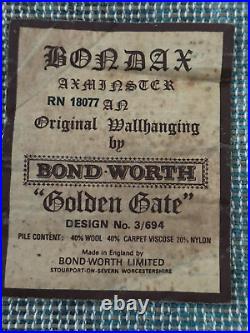 BONDAX
AXMINSTER
RN 18077 AN
Original Wallhanging
by
BOND·WORTH
"Golden Gate"
DESIGN No. 3/694
PILE CONTENT: 40% WOOL 40% CARPET VISCOSE 20% NYLON
Made in England by
BOND·WORTH LIMITED
STOURPORT-ON-SEVERN WORCESTERSHIRE